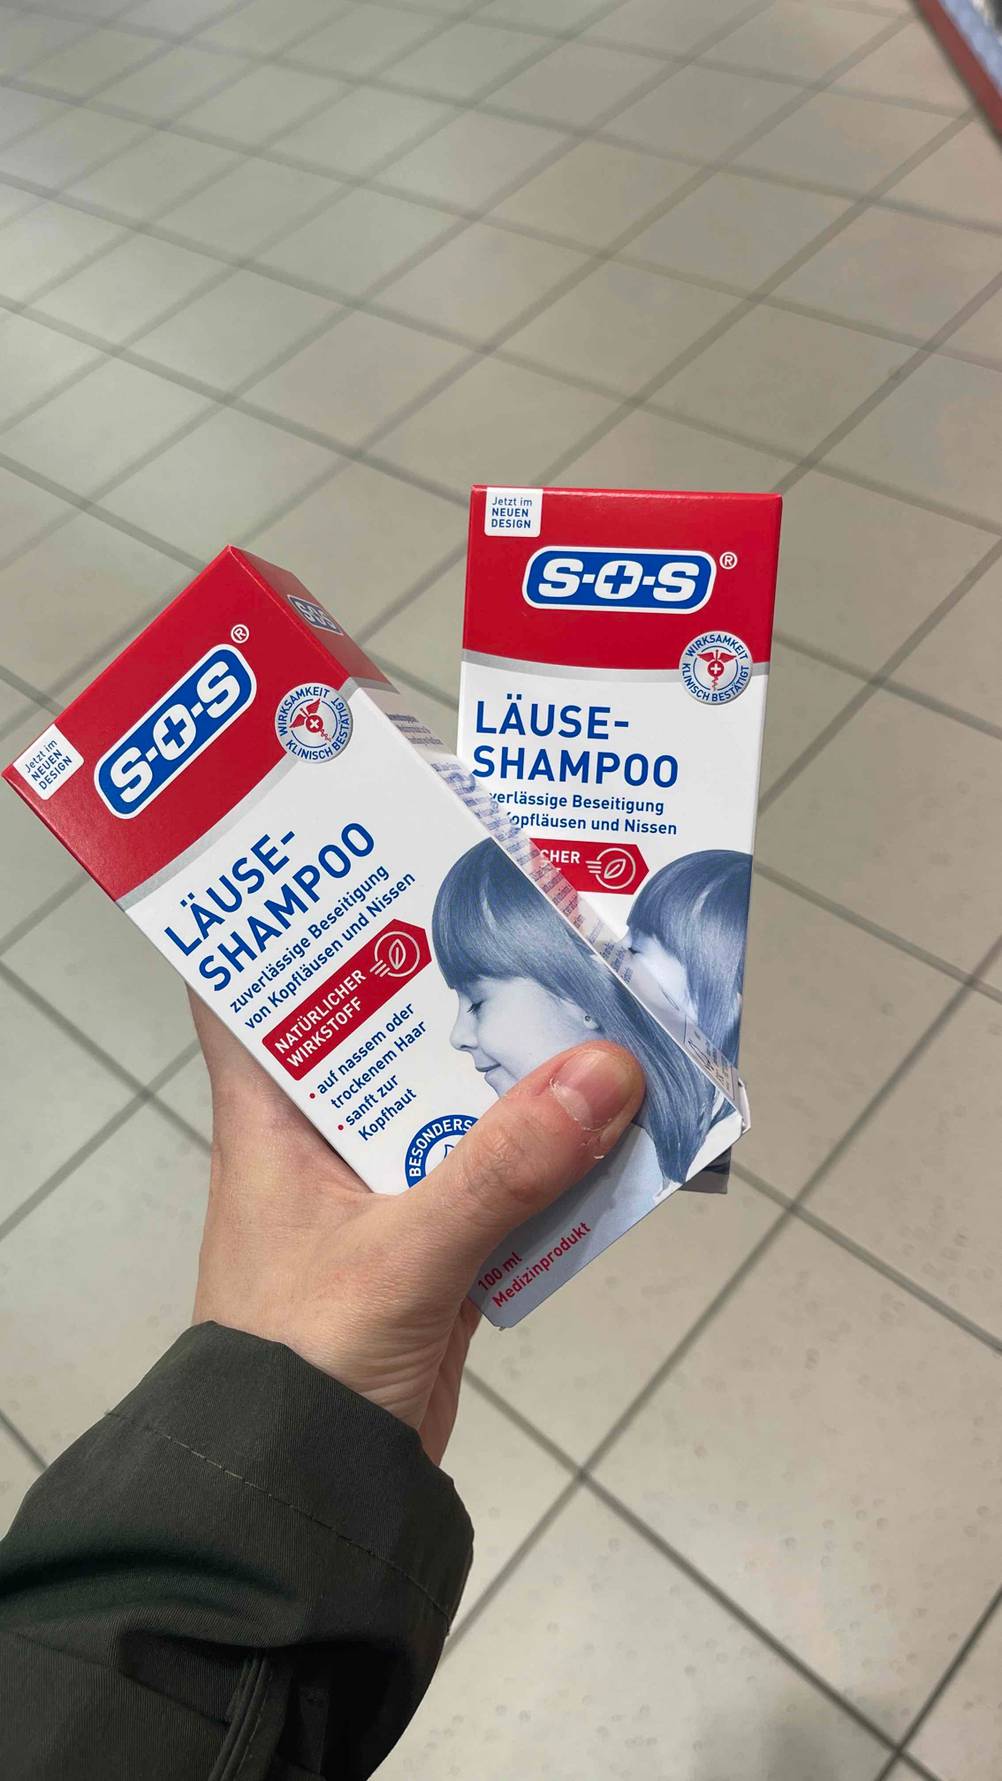 Jetzt im
NEUEN
DESIGN
S-O-S®
WIRKSAMKEIT
KLINISCH BESTÄTIGT
LÄUSE-
SHAMPOO
zuverlässige Beseitigung
von Kopfläusen und Nissen
NATÜRLICHER
WIRKSTOFF
• auf nassem oder
trockenem Haar
• sanft zur
Kopfhaut
BESONDERS
100 ml
Medizinprodukt
SOS
Jetzt im
NEUEN
DESIGN
S-O-S®
WIRKSAMKEIT
KLINISCH BESTÄTIGT
LÄUSE-
SHAMPOO
verlässige Beseitigung
opfläusen und Nissen
CHER